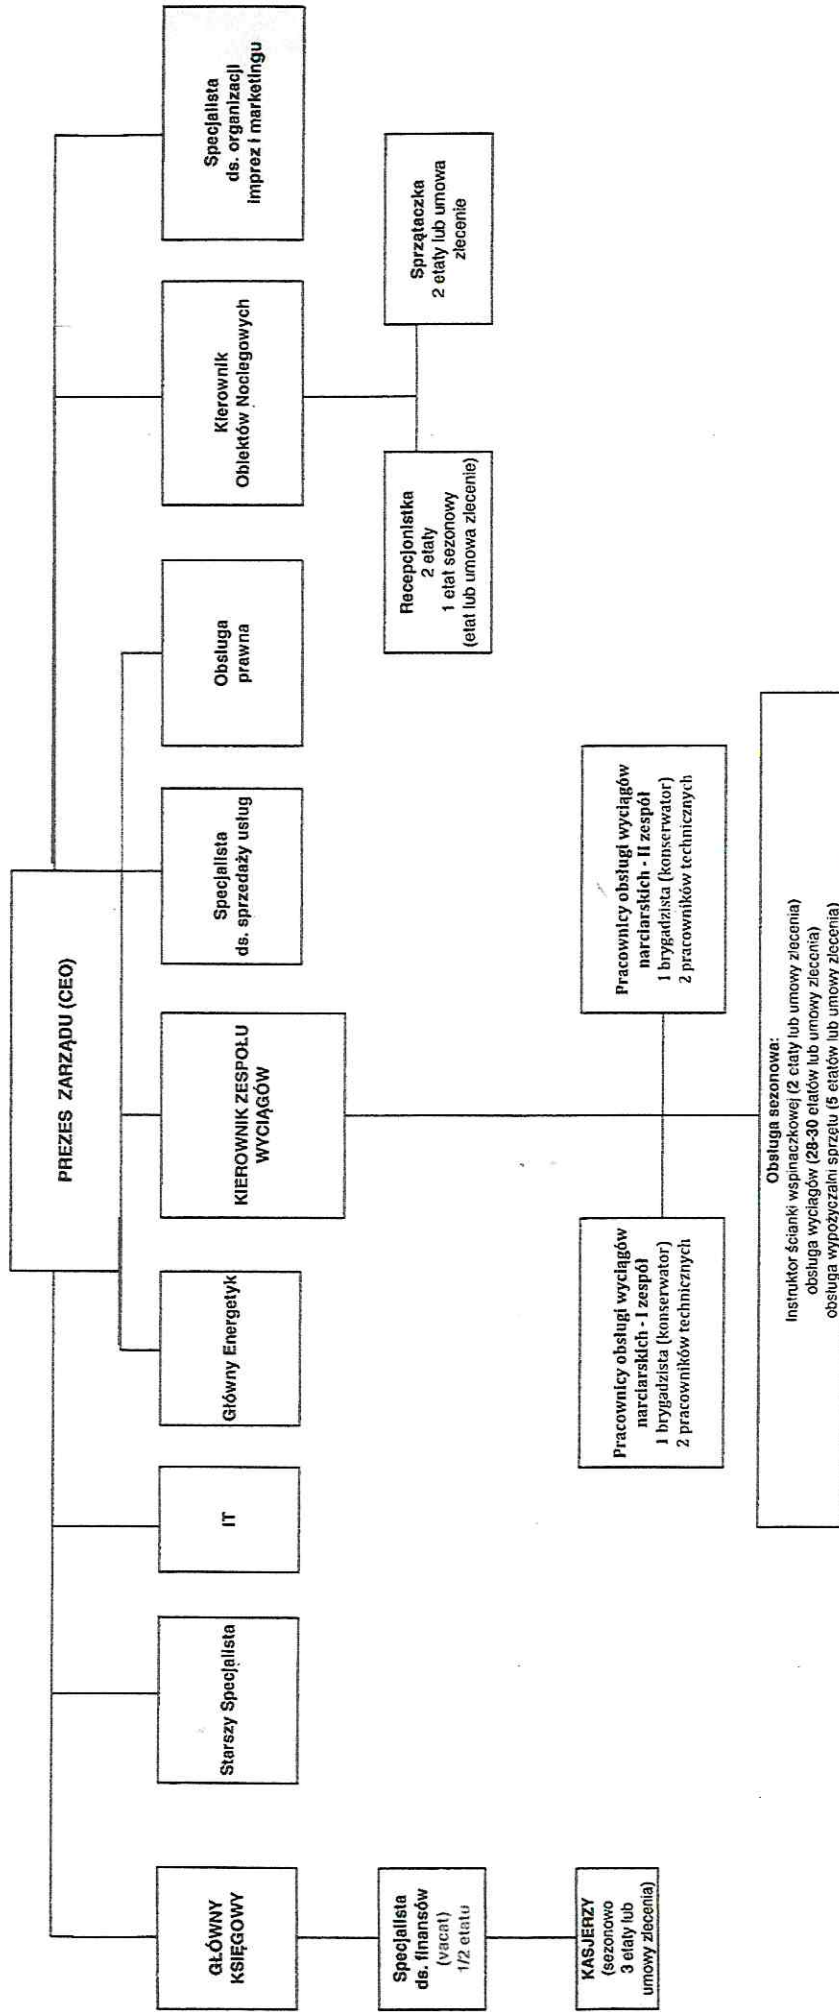 PREZES ZARZĄDU (CEO)
GŁÓWNY
KSIĘGOWY
Starszy Specjalista
IT
Główny Energetyk
KIEROWNIK ZESPOŁU
WYCIĄGÓW
Specjalista
ds. sprzedaży usług
Obsługa
prawna
Kierownik
Obiektów Noclegowych
Specjalista
ds. organizacji
imprez i marketingu
Specjalista
ds. finansów
(vacat)
1/2 etatu
KASJERZY
(sezonowo
3 etaty lub
umowy zlecenia)
Recepcjonistka
2 etaty
1 etat sezonowy
(etat lub umowa zlecenie)
Sprzątaczka
2 etaty lub umowa
zlecenie
Pracownicy obsługi wyciągów
narciarskich - I zespół
1 brygadzista (konserwator)
2 pracowników technicznych
Pracownicy obsługi wyciągów
narciarskich - II zespół
1 brygadzista (konserwator)
2 pracowników technicznych
Obsługa sezonowa:
Instruktor ścianki wspinaczkowej (2 etaty lub umowy zlecenia)
obsługa wyciągów (28-30 etatów lub umowy zlecenia)
obsługa wypożyczalni sprzętu (5 etatów lub umowy zlecenia)